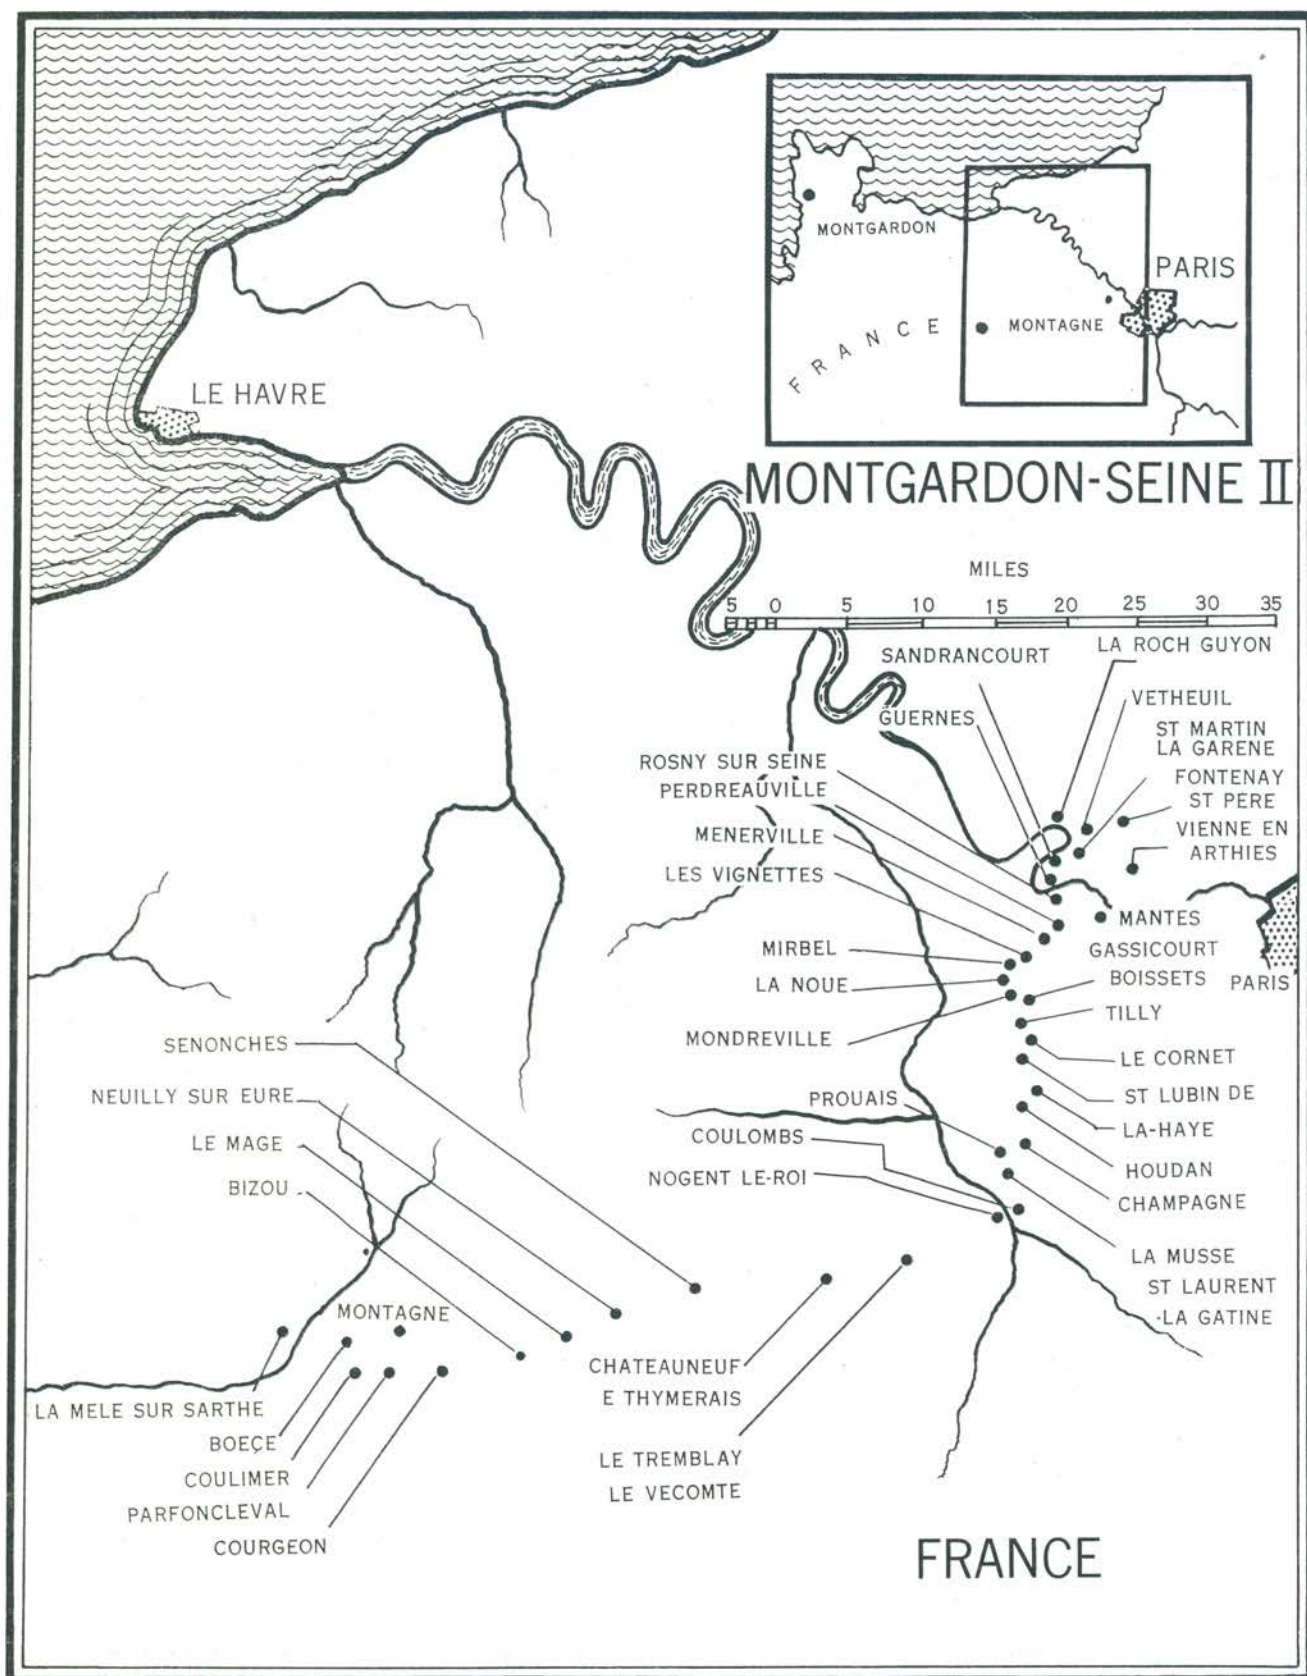 MONTGARDON
PARIS
MONTAGNE
FRANCE
LE HAVRE
MONTGARDON-SEINE II
MILES
5 0 5 10 15 20 25 30 35
SANDRANCOURT
LA ROCH GUYON
GUERNES
VETHEUIL
ST MARTIN
LA GARENE
ROSNY SUR SEINE
FONTENAY
PERDREAUVILLE
ST PERE
MENERVILLE
VIENNE EN
ARTHIES
LES VIGNETTES
MANTES
MIRBEL
GASSICOURT
LA NOUE
BOISSETS
PARIS
MONDREVILLE
TILLY
SENONCHES
LE CORNET
NEUILLY SUR EURE
PROUAIS
ST LUBIN DE
LE MAGE
COULOMBS
LA-HAYE
BIZOU
NOGENT LE-ROI
HOUDAN
CHAMPAGNE
LA MUSSE
ST LAURENT
-LA GATINE
MONTAGNE
CHATEAUNEUF
E THYMERAIS
LA MELE SUR SARTHE
BOEÇE
LE TREMBLAY
COULIMER
LE VECOMTE
PARFONCLEVAL
COURGEON
FRANCE